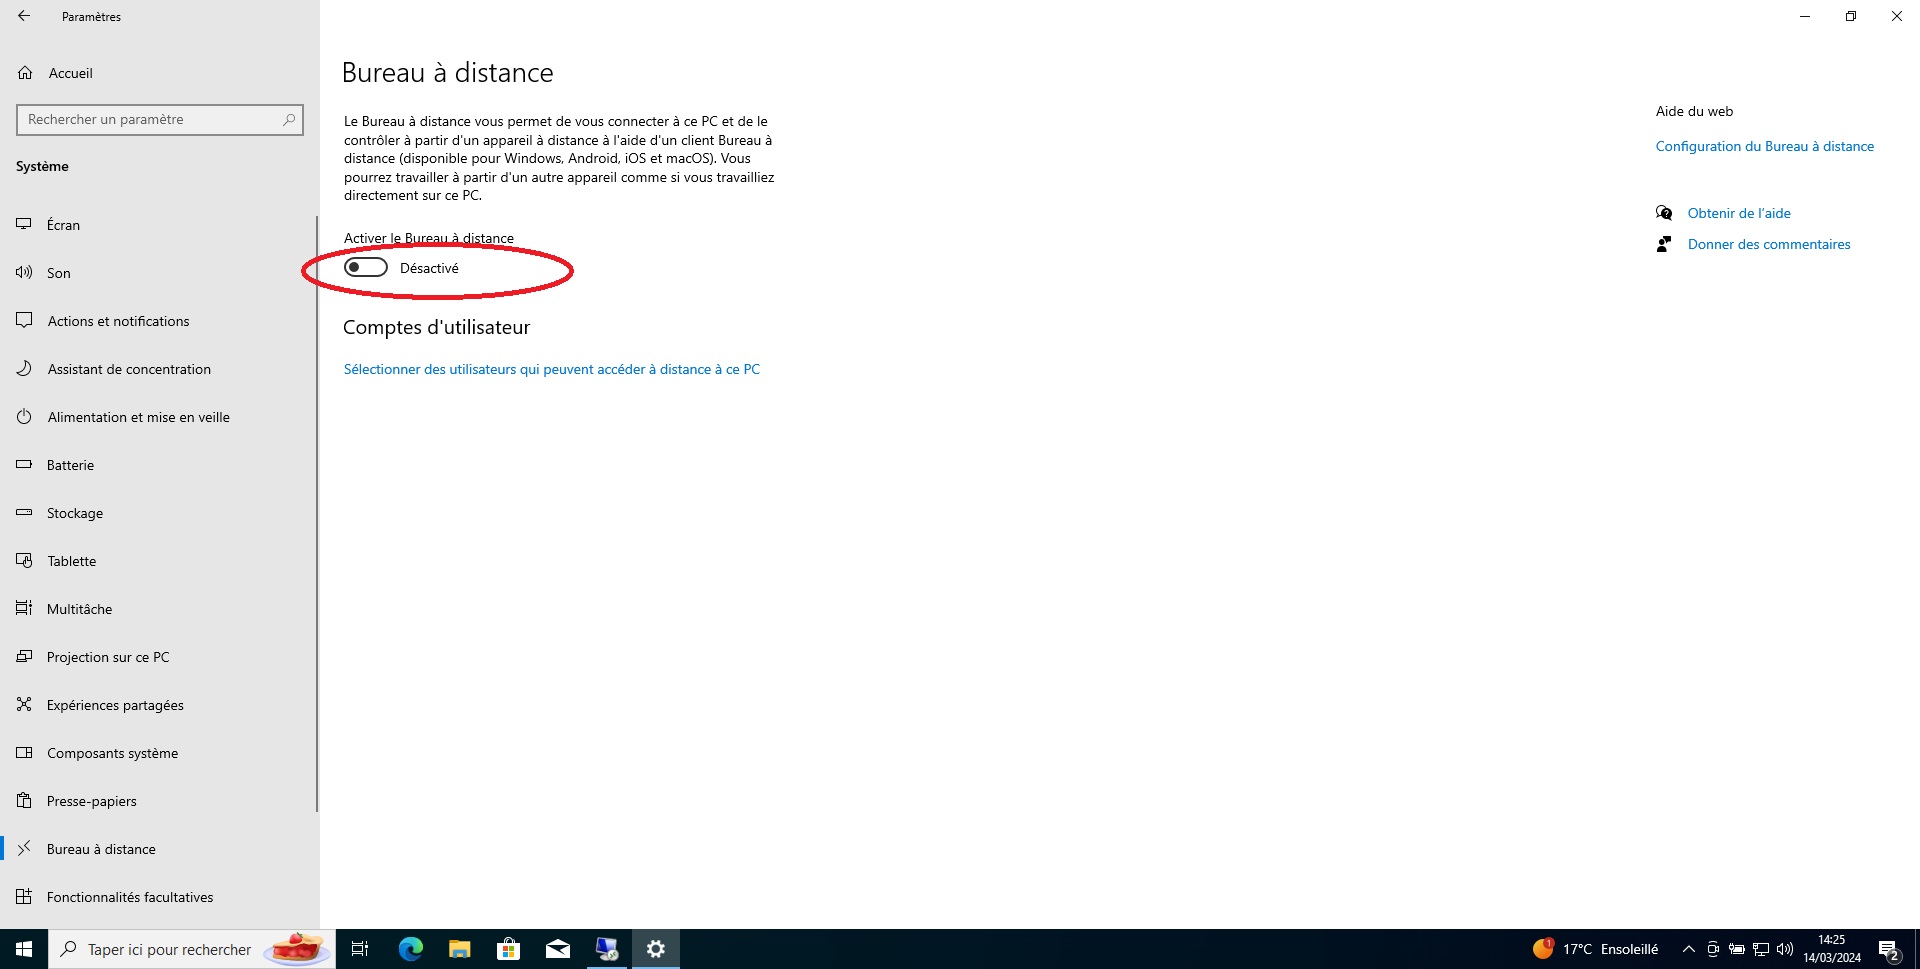 Paramètres
Accueil
Rechercher un paramètre
Système
Écran
Son
Actions et notifications
Assistant de concentration
Alimentation et mise en veille
Batterie
Stockage
Tablette
Multitâche
Projection sur ce PC
Expériences partagées
Composants système
Presse-papiers
Bureau à distance
Fonctionnalités facultatives
Bureau à distance
Le Bureau à distance vous permet de vous connecter à ce PC et de le
contrôler à partir d'un appareil à distance à l'aide d'un client Bureau à
distance (disponible pour Windows, Android, iOS et macOS). Vous
pourrez travailler à partir d'un autre appareil comme si vous travailliez
directement sur ce PC.
Activer le Bureau à distance
Désactivé
Comptes d'utilisateur
Sélectionner des utilisateurs qui peuvent accéder à distance à ce PC
Aide du web
Configuration du Bureau à distance
Obtenir de l’aide
Donner des commentaires
Taper ici pour rechercher
1
17°C Ensoleillé
14:25
14/03/2024
2